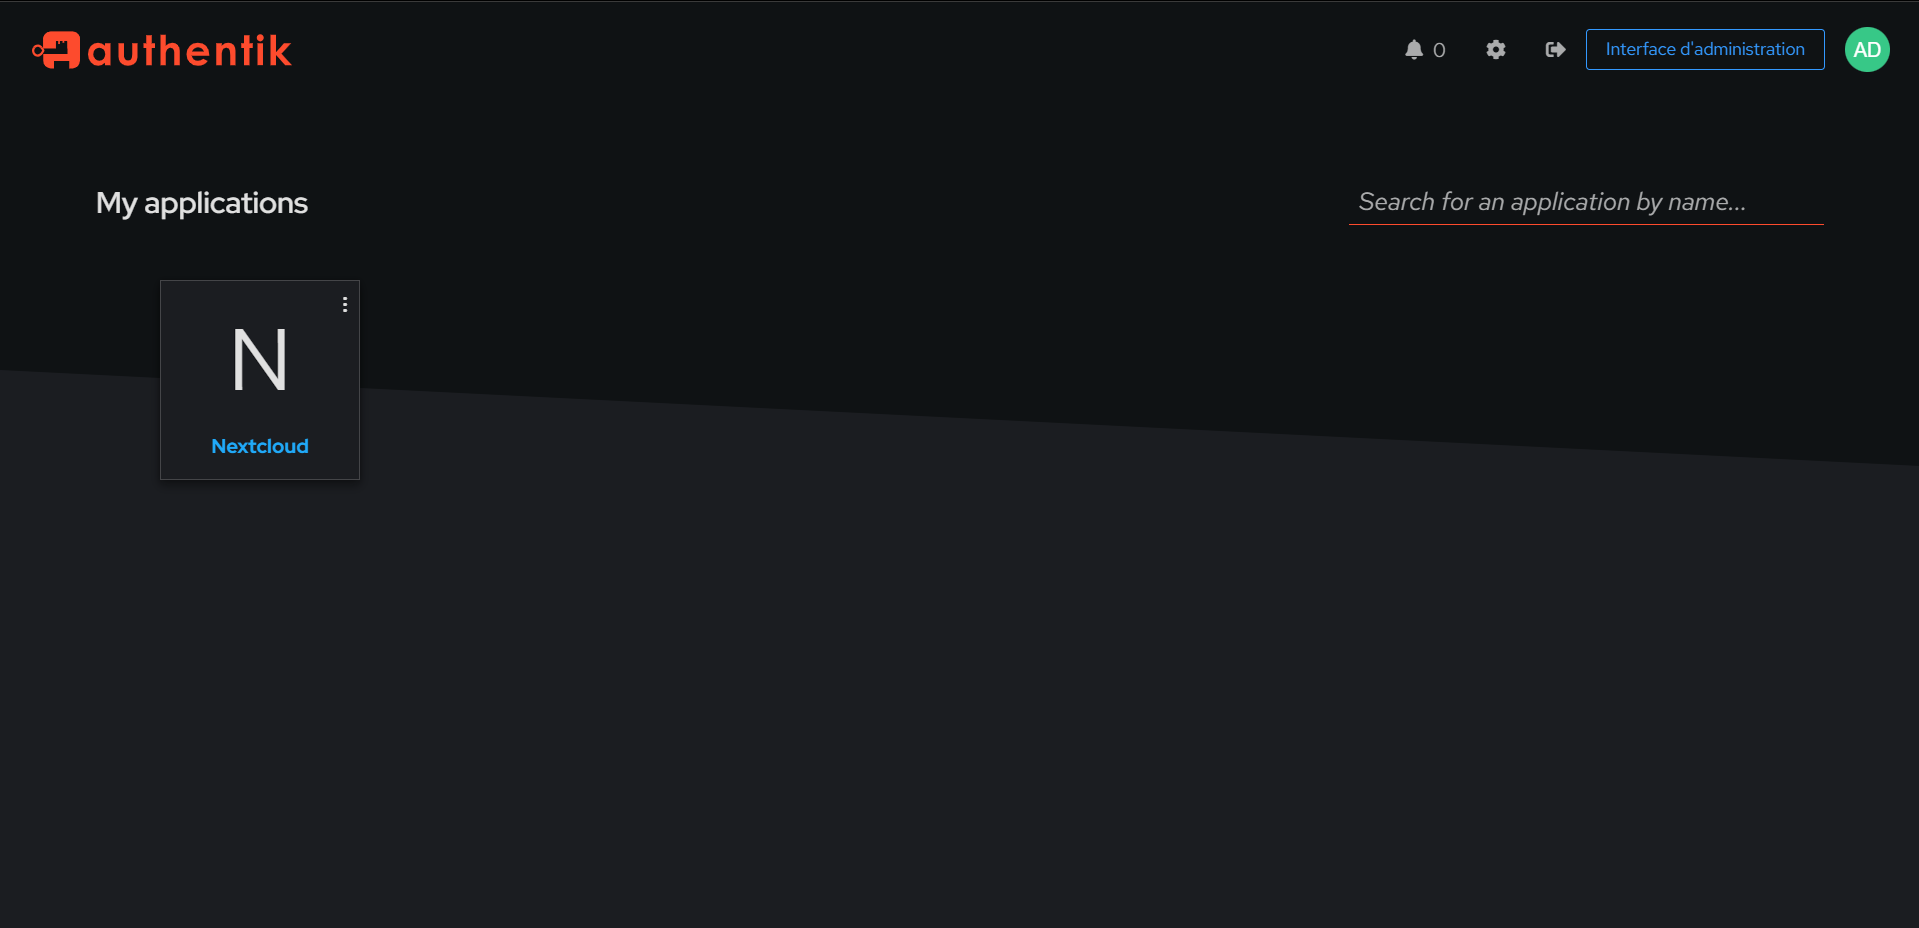 authentik
0
Interface d'administration
AD
My applications
Search for an application by name...
N
Nextcloud